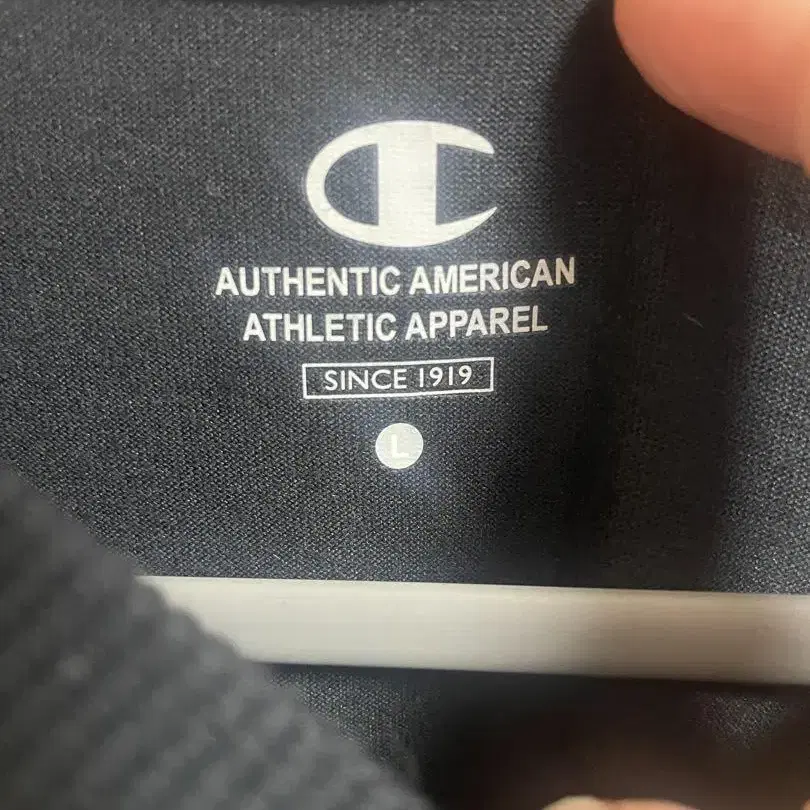 AUTHENTIC AMERICAN
ATHLETIC APPAREL
SINCE 1919
L